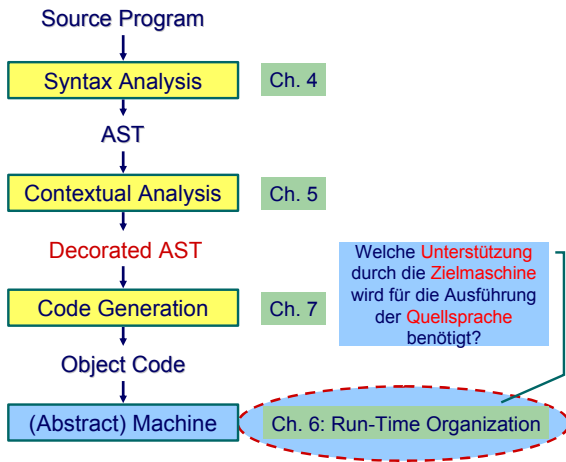 Source Program
Syntax Analysis
Ch. 4
AST
Contextual Analysis
Ch. 5
Decorated AST
Welche Unterstützung
durch die Zielmaschine
wird für die Ausführung
der Quellsprache
benötigt?
Code Generation
Ch. 7
Object Code
(Abstract) Machine
Ch. 6: Run-Time Organization